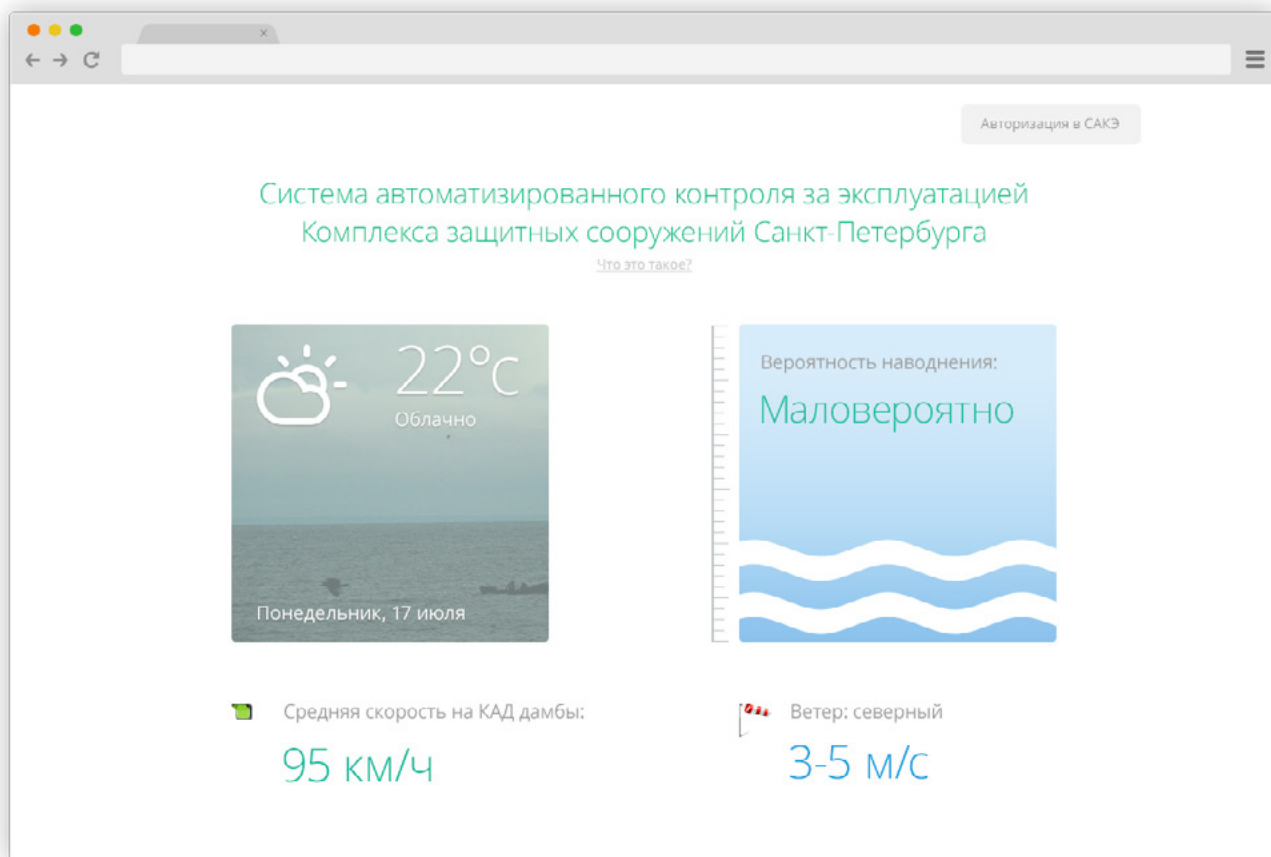 Авторизация в САКЭ
Система автоматизированного контроля за эксплуатацией
Комплекса защитных сооружений Санкт-Петербурга
Что это такое?
22°C
Облачно
Понедельник, 17 июля
Вероятность наводнения:
Маловероятно
Средняя скорость на КАД дамбы:
95 км/ч
Ветер: северный
3-5 м/с